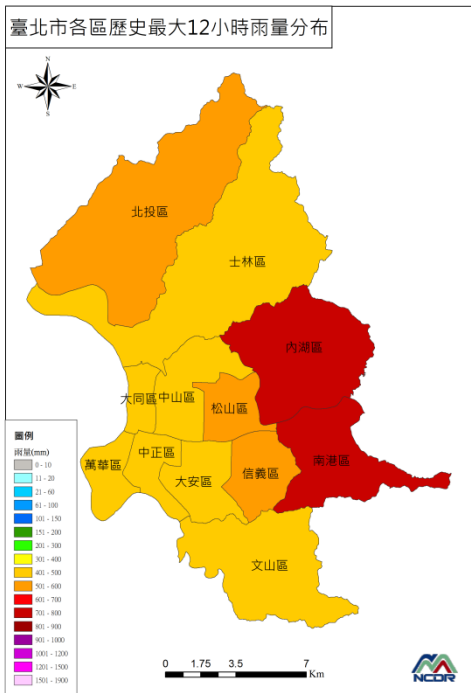 臺北市各區歷史最大12小時雨量分布
N
W
E
S
北投區
士林區
內湖區
大同區
中山區
松山區
南港區
中正區
萬華區
大安區
信義區
文山區
圖例
雨量(mm)
0 - 10
11 - 20
21 - 60
61 - 100
101 - 150
151 - 200
201 - 300
301 - 400
401 - 500
501 - 600
601 - 700
701 - 800
801 - 900
901 - 1000
1001 - 1200
1201 - 1500
1501 - 1900
0 1.75 3.5 7
Km
NCDR